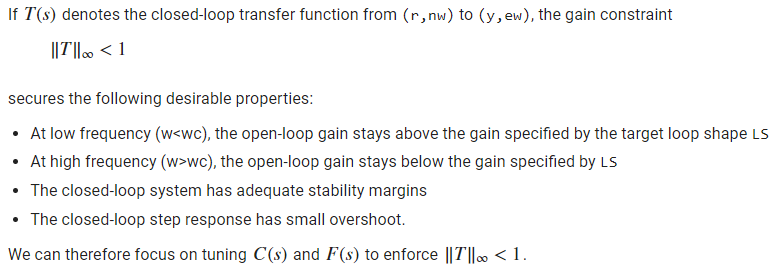 If T(s) denotes the closed-loop transfer function from (r,nw) to (y,ew), the gain constraint
‖T‖∞ < 1
secures the following desirable properties:
• At low frequency (w<wc), the open-loop gain stays above the gain specified by the target loop shape LS
• At high frequency (w>wc), the open-loop gain stays below the gain specified by LS
• The closed-loop system has adequate stability margins
• The closed-loop step response has small overshoot.
We can therefore focus on tuning C(s) and F(s) to enforce ‖T‖∞ < 1.